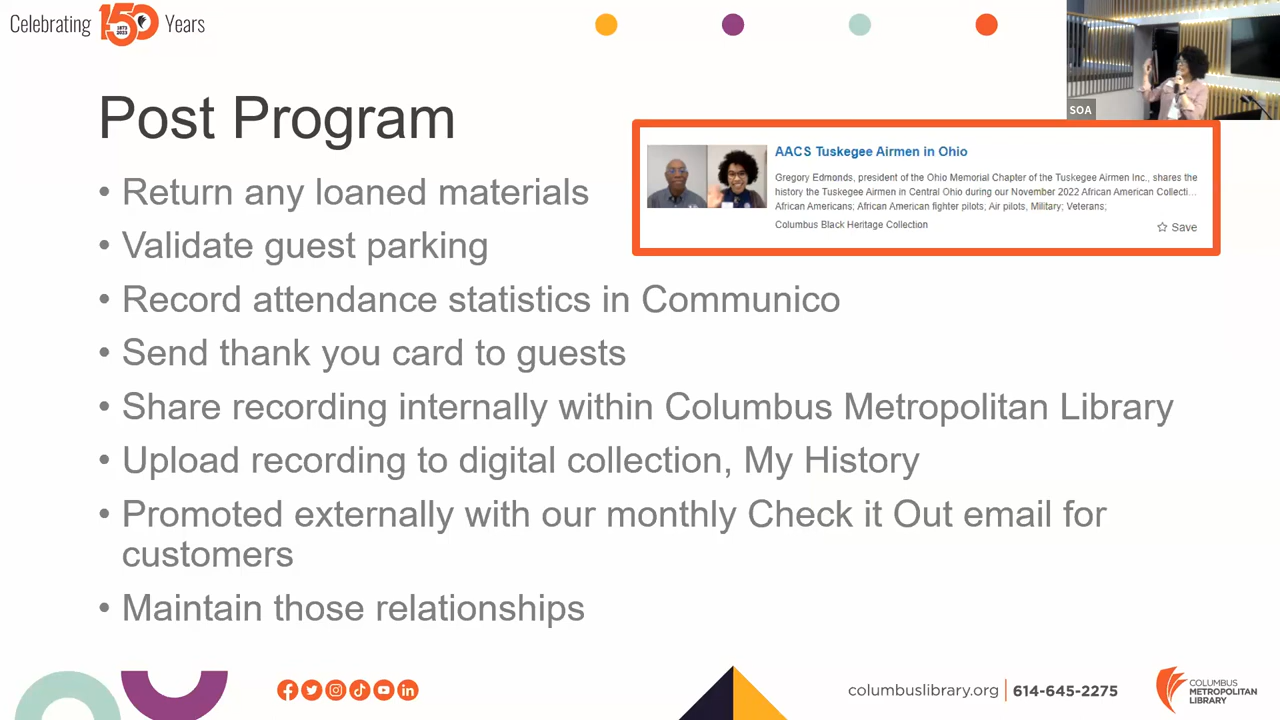 Celebrating 150 Years
1873
2023
SOA
Post Program
AACS Tuskegee Airmen in Ohio
Gregory Edmonds, president of the Ohio Memorial Chapter of the Tuskegee Airmen Inc., shares the
history the Tuskegee Airmen in Central Ohio during our November 2022 African American Collecti...
African Americans; African American fighter pilots; Air pilots, Military; Veterans;
Columbus Black Heritage Collection
Save
• Return any loaned materials
• Validate guest parking
• Record attendance statistics in Communico
• Send thank you card to guests
• Share recording internally within Columbus Metropolitan Library
• Upload recording to digital collection, My History
• Promoted externally with our monthly Check it Out email for
customers
• Maintain those relationships
columbuslibrary.org | 614-645-2275
COLUMBUS
METROPOLITAN
LIBRARY